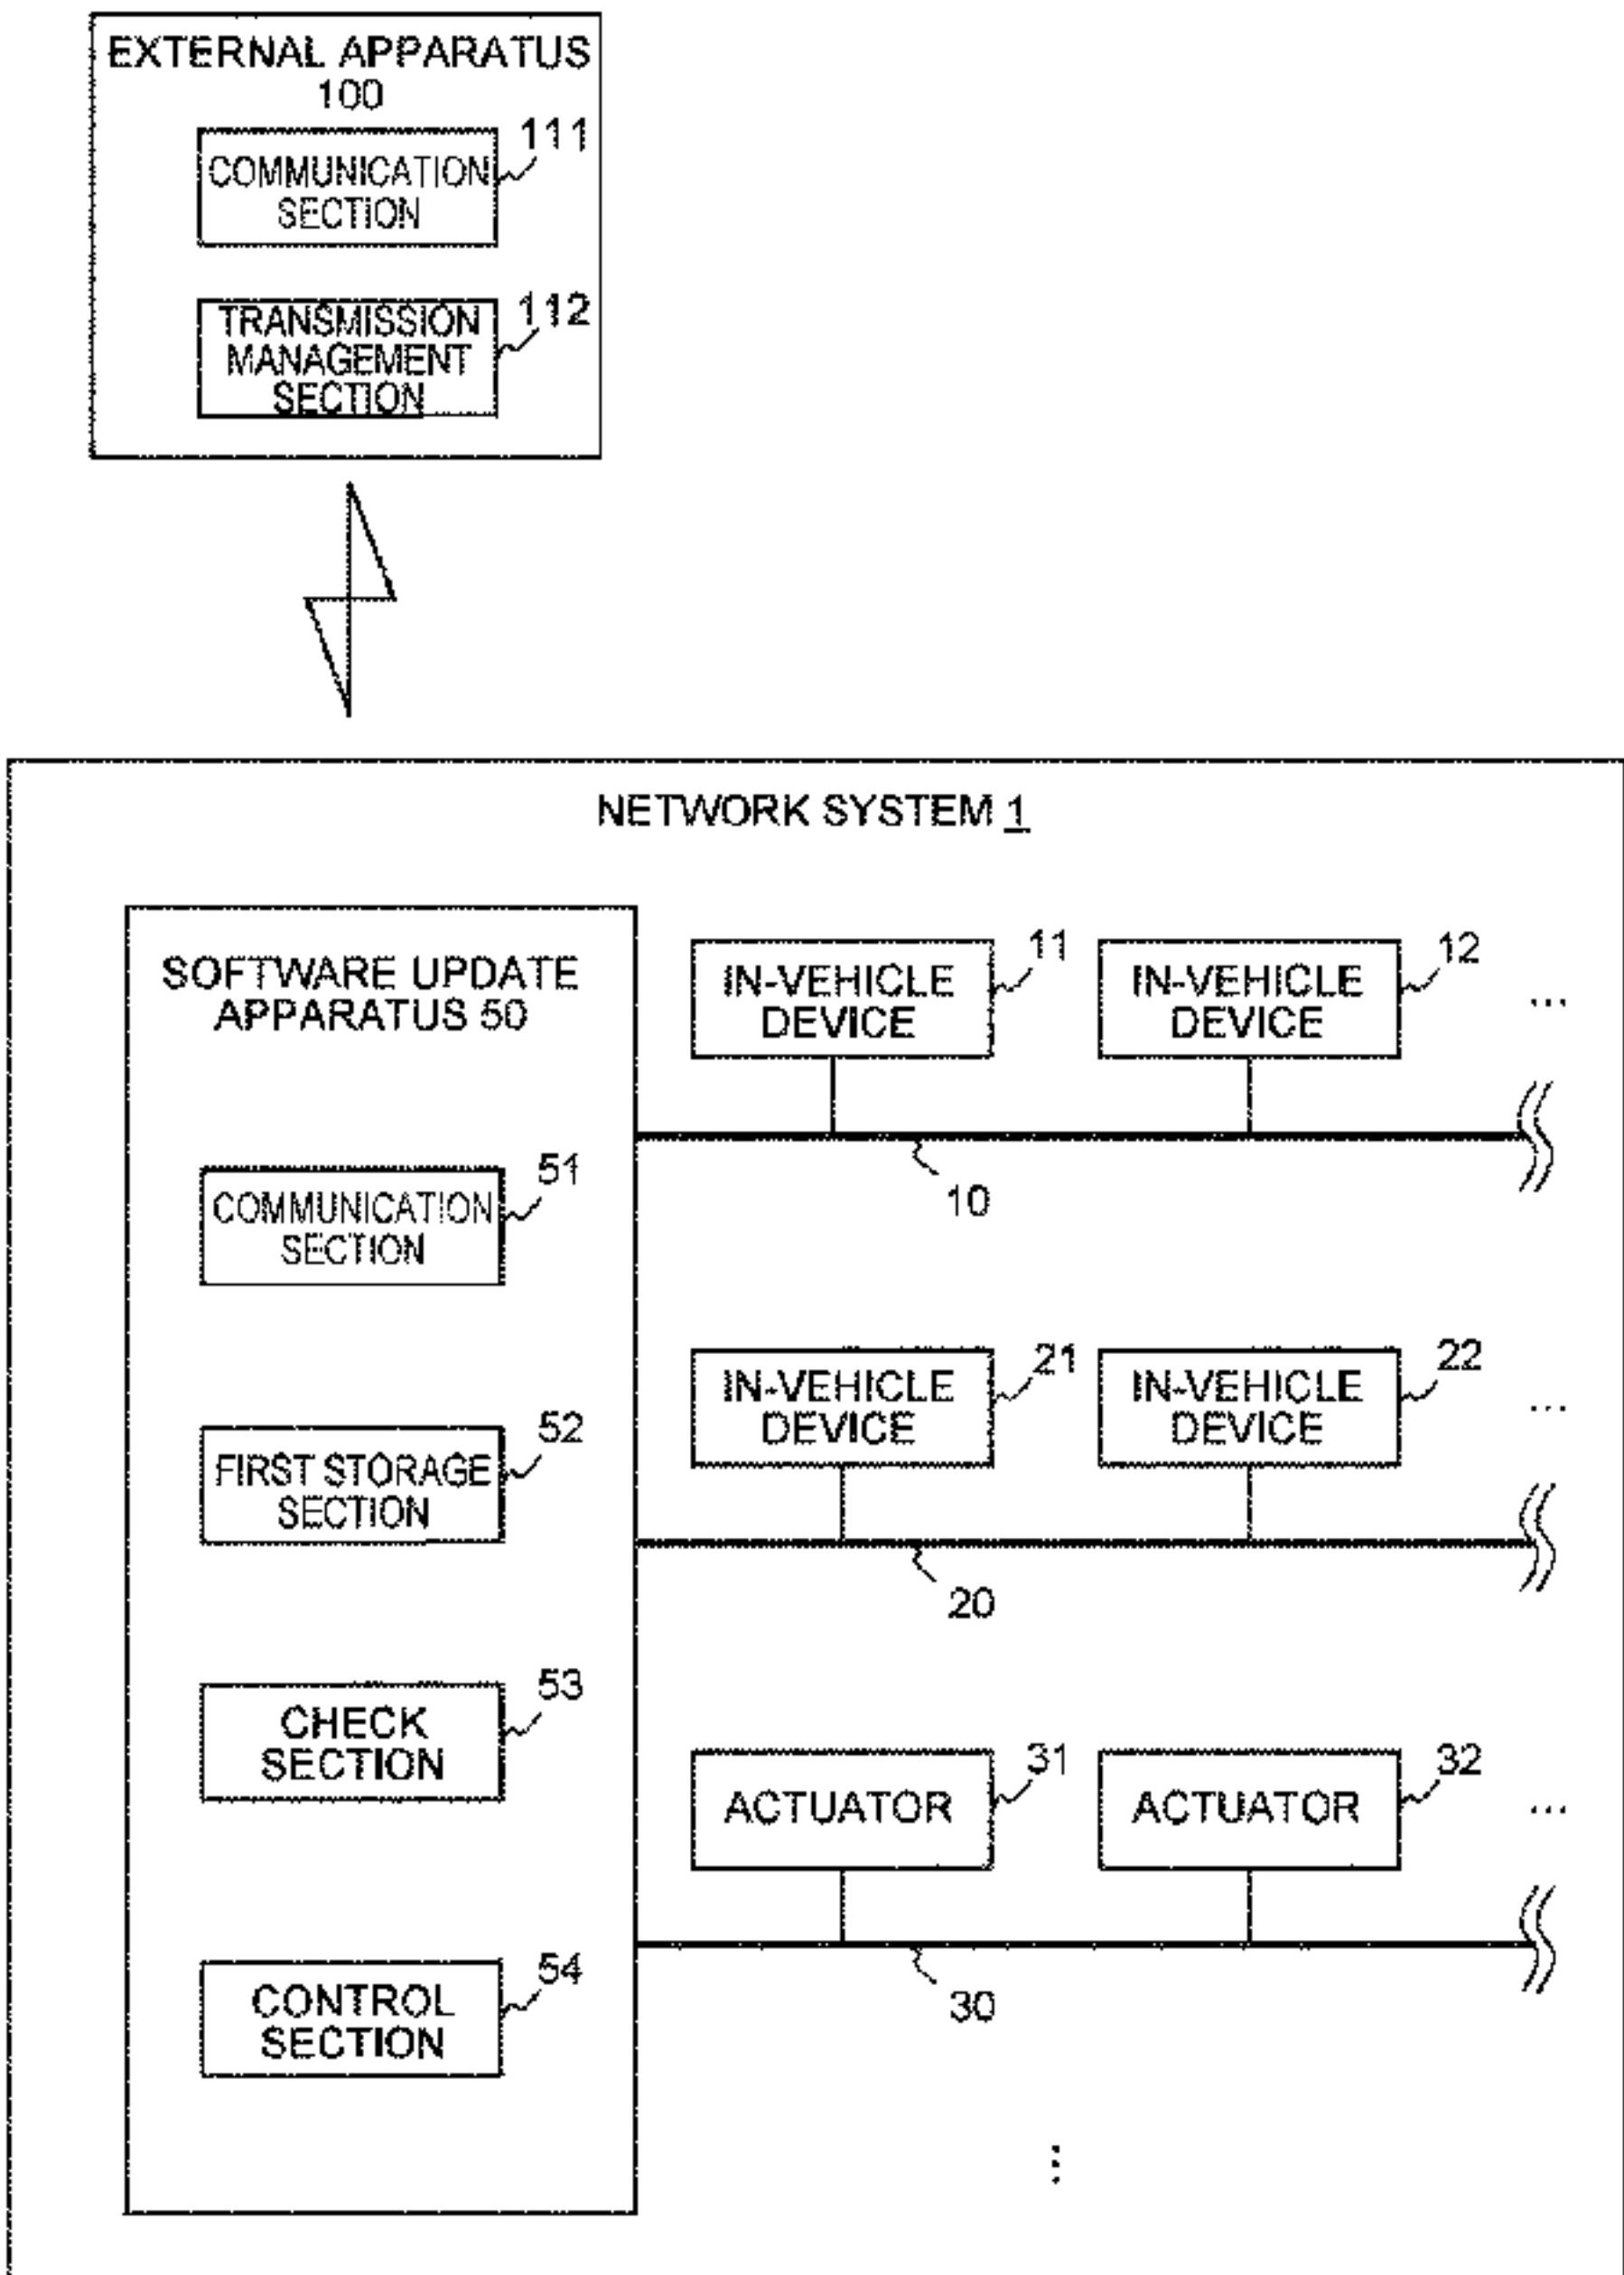 EXTERNAL APPARATUS
100
111
COMMUNICATION
SECTION
112
TRANSMISSION
MANAGEMENT
SECTION
NETWORK SYSTEM 1
SOFTWARE UPDATE
APPARATUS 50
11
IN-VEHICLE
DEVICE
12
IN-VEHICLE
DEVICE
...
10
51
COMMUNICATION
SECTION
21
IN-VEHICLE
DEVICE
22
IN-VEHICLE
DEVICE
...
20
52
FIRST STORAGE
SECTION
53
CHECK
SECTION
31
ACTUATOR
32
ACTUATOR
...
30
54
CONTROL
SECTION
⋮